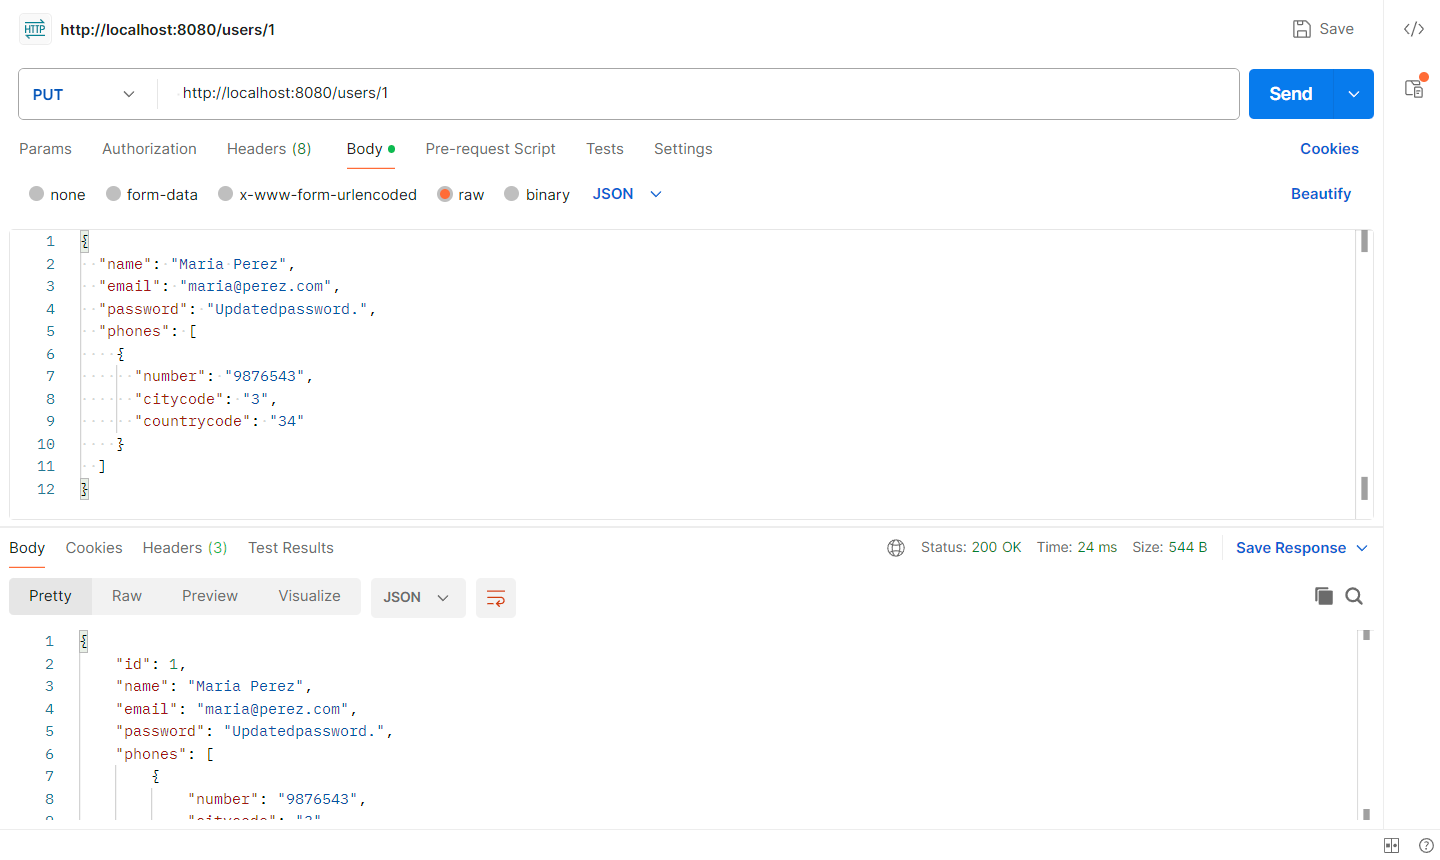 HTTP http://localhost:8080/users/1 Save
PUT http://localhost:8080/users/1 Send
Params Authorization Headers (8) Body Pre-request Script Tests Settings Cookies
none form-data x-www-form-urlencoded raw binary JSON Beautify
1 {
2 "name": "Maria Perez",
3 "email": "maria@perez.com",
4 "password": "Updatedpassword.",
5 "phones": [
6 {
7 "number": "9876543",
8 "citycode": "3",
9 "countrycode": "34"
10 }
11 ]
12 }
Body Cookies Headers (3) Test Results Status: 200 OK Time: 24 ms Size: 544 B Save Response
Pretty Raw Preview Visualize JSON
1 {
2 "id": 1,
3 "name": "Maria Perez",
4 "email": "maria@perez.com",
5 "password": "Updatedpassword.",
6 "phones": [
7 {
8 "number": "9876543",
9 "citycode": "3"